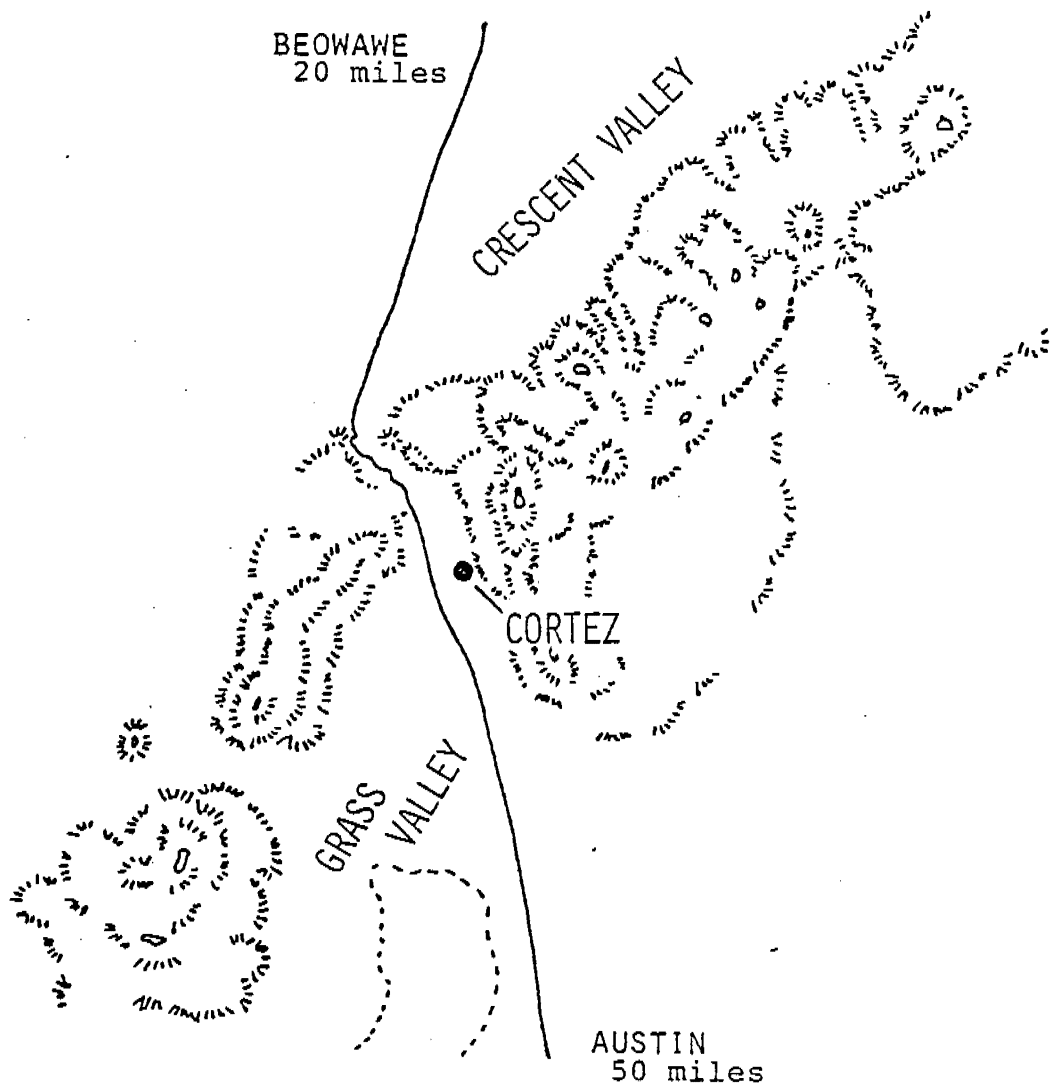 BEOWAWE
20 miles
CRESCENT VALLEY
CORTEZ
GRASS
VALLEY
AUSTIN
50 miles